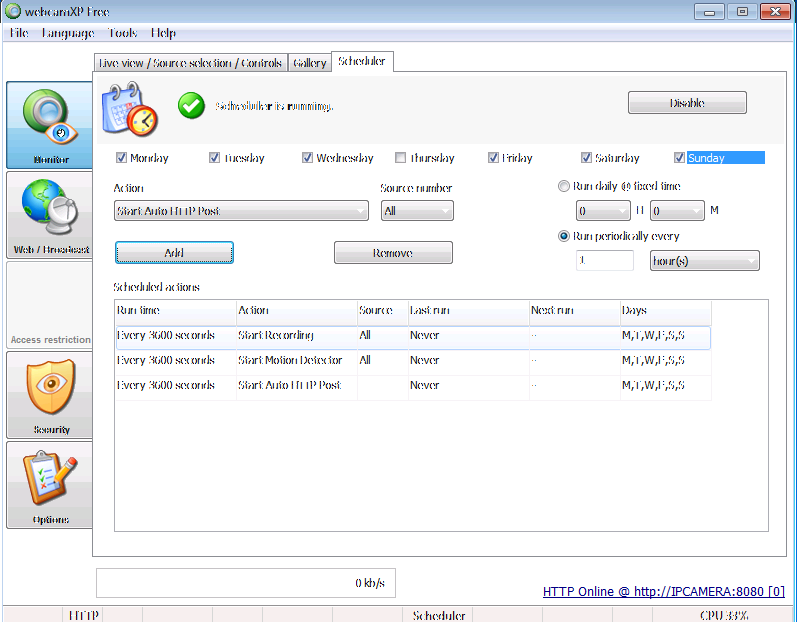 webcamXP Free
File Language Tools Help
Live view / Source selection / Controls Gallery Scheduler
Scheduler is running.
Disable
Monday Tuesday Wednesday Thursday Friday Saturday Sunday
Action Source number Run daily @ fixed time
Start Auto HTTP Post All 0 H 0 M
Run periodically every
Add Remove
1 hour(s)
Scheduled actions
Run time Action Source Last run Next run Days
Every 3600 seconds Start Recording All Never -- M,T,W,F,S,S
Every 3600 seconds Start Motion Detector All Never -- M,T,W,F,S,S
Every 3600 seconds Start Auto HTTP Post Never -- M,T,W,F,S,S
Monitor
Web / Broadcast
Access restriction
Security
Options
0 kb/s
HTTP Online @ http://IPCAMERA:8080 [0]
HTTP Scheduler CPU 33%